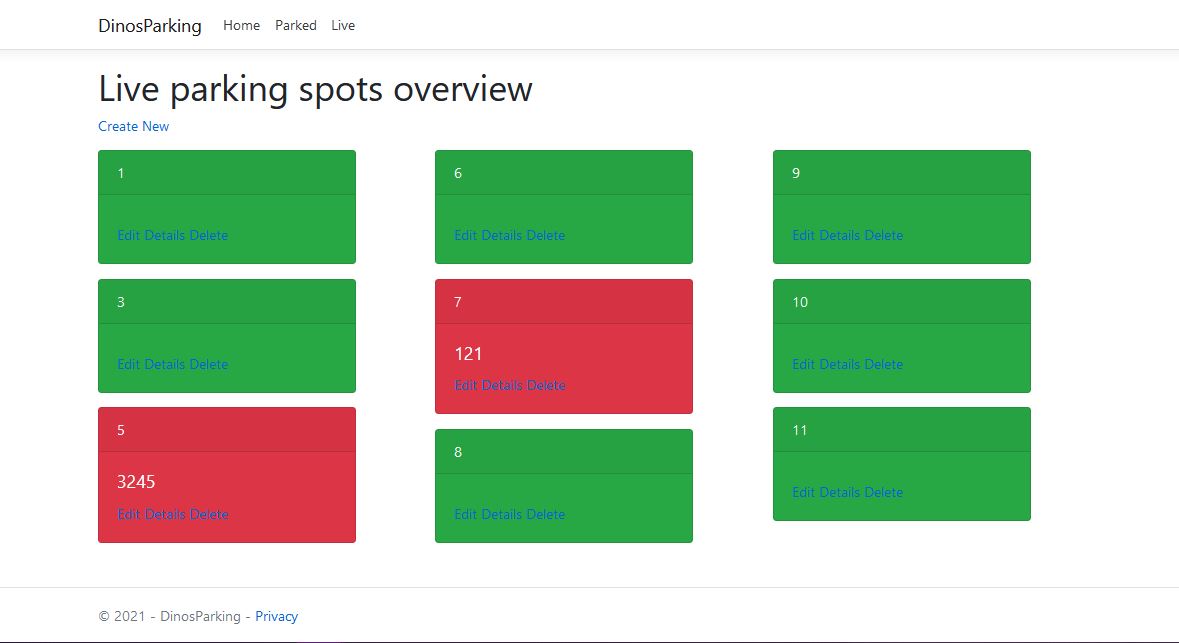 DinosParking Home Parked Live
Live parking spots overview
Create New
1
Edit Details Delete
3
Edit Details Delete
5
3245
Edit Details Delete
6
Edit Details Delete
7
121
Edit Details Delete
8
Edit Details Delete
9
Edit Details Delete
10
Edit Details Delete
11
Edit Details Delete
© 2021 - DinosParking - Privacy